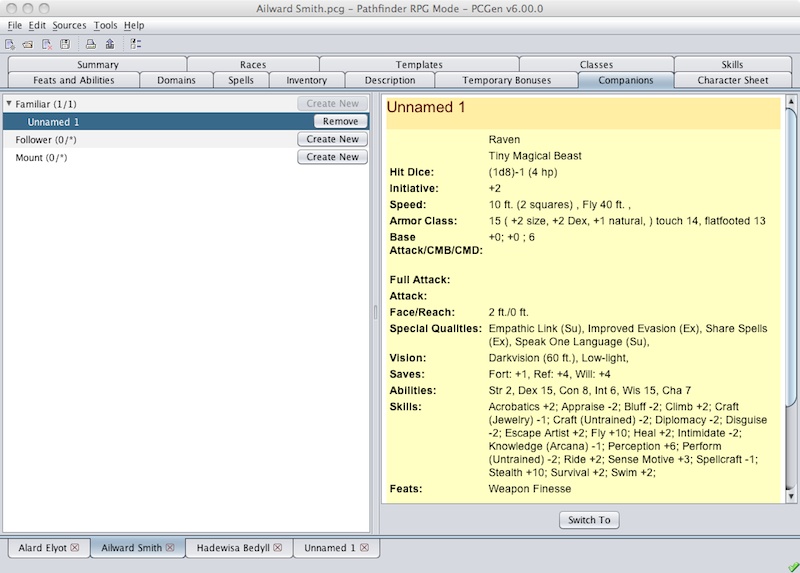 Ailward Smith.pcg - Pathfinder RPG Mode - PCGen v6.00.0
File Edit Sources Tools Help
Summary Races Templates Classes Skills
Feats and Abilities Domains Spells Inventory Description Temporary Bonuses Companions Character Sheet
Familiar (1/1) Create New
Unnamed 1 Remove
Follower (0/*) Create New
Mount (0/*) Create New
Unnamed 1
Raven
Tiny Magical Beast
Hit Dice: (1d8)-1 (4 hp)
Initiative: +2
Speed: 10 ft. (2 squares) , Fly 40 ft. ,
Armor Class: 15 ( +2 size, +2 Dex, +1 natural, ) touch 14, flatfooted 13
Base +0; +0 ; 6
Attack/CMB/CMD:
Full Attack:
Attack:
Face/Reach: 2 ft./0 ft.
Special Qualities: Empathic Link (Su), Improved Evasion (Ex), Share Spells
(Ex), Speak One Language (Su),
Vision: Darkvision (60 ft.), Low-light,
Saves: Fort: +1, Ref: +4, Will: +4
Abilities: Str 2, Dex 15, Con 8, Int 6, Wis 15, Cha 7
Skills: Acrobatics +2; Appraise -2; Bluff -2; Climb +2; Craft
(Jewelry) -1; Craft (Untrained) -2; Diplomacy -2; Disguise
-2; Escape Artist +2; Fly +10; Heal +2; Intimidate -2;
Knowledge (Arcana) -1; Perception +6; Perform
(Untrained) -2; Ride +2; Sense Motive +3; Spellcraft -1;
Stealth +10; Survival +2; Swim +2;
Feats: Weapon Finesse
Switch To
Alard Elyot Ailward Smith Hadewisa Bedyll Unnamed 1